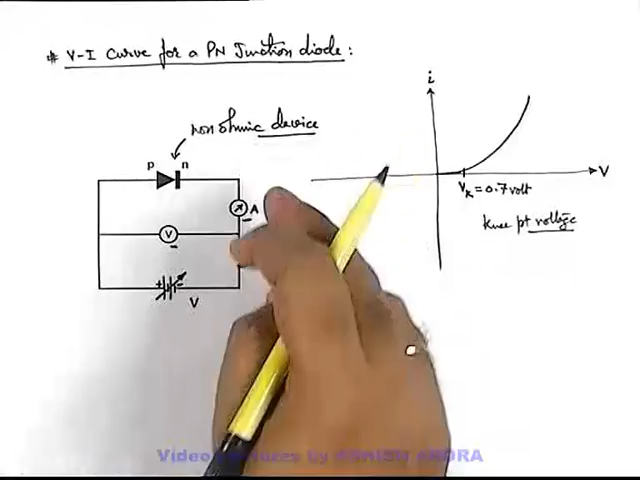 # V-I Curve for a PN Junction diode:
non ohmic device
p n
A
V
+ -
V
i
V
Vk = 0.7 volt
Knee pt voltage